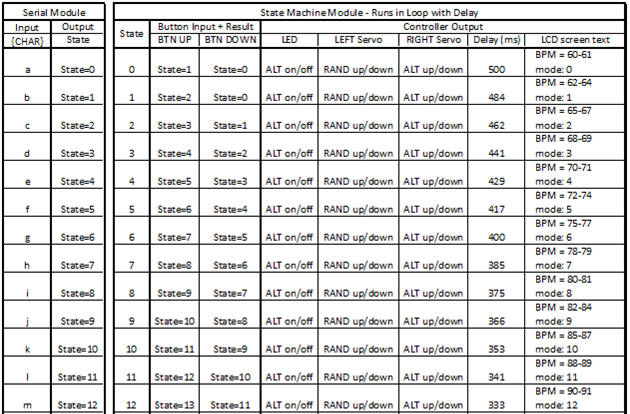 Serial Module State Machine Module - Runs in Loop with Delay
Input Output State Button Input + Result Controller Output
{CHAR} State BTN UP BTN DOWN LED LEFT Servo RIGHT Servo Delay (ms) LCD screen text
BPM = 60-61
a State=0 0 State=1 State=0 ALT on/off RAND up/down ALT up/down 500 mode: 0
BPM = 62-64
b State=1 1 State=2 State=0 ALT on/off RAND up/down ALT up/down 484 mode: 1
BPM = 65-67
c State=2 2 State=3 State=1 ALT on/off RAND up/down ALT up/down 462 mode: 2
BPM = 68-69
d State=3 3 State=4 State=2 ALT on/off RAND up/down ALT up/down 441 mode: 3
BPM = 70-71
e State=4 4 State=5 State=3 ALT on/off RAND up/down ALT up/down 429 mode: 4
BPM = 72-74
f State=5 5 State=6 State=4 ALT on/off RAND up/down ALT up/down 417 mode: 5
BPM = 75-77
g State=6 6 State=7 State=5 ALT on/off RAND up/down ALT up/down 400 mode: 6
BPM = 78-79
h State=7 7 State=8 State=6 ALT on/off RAND up/down ALT up/down 385 mode: 7
BPM = 80-81
i State=8 8 State=9 State=7 ALT on/off RAND up/down ALT up/down 375 mode: 8
BPM = 82-84
j State=9 9 State=10 State=8 ALT on/off RAND up/down ALT up/down 366 mode: 9
BPM = 85-87
k State=10 10 State=11 State=9 ALT on/off RAND up/down ALT up/down 353 mode: 10
BPM = 88-89
l State=11 11 State=12 State=10 ALT on/off RAND up/down ALT up/down 341 mode: 11
BPM = 90-91
m State=12 12 State=13 State=11 ALT on/off RAND up/down ALT up/down 333 mode: 12